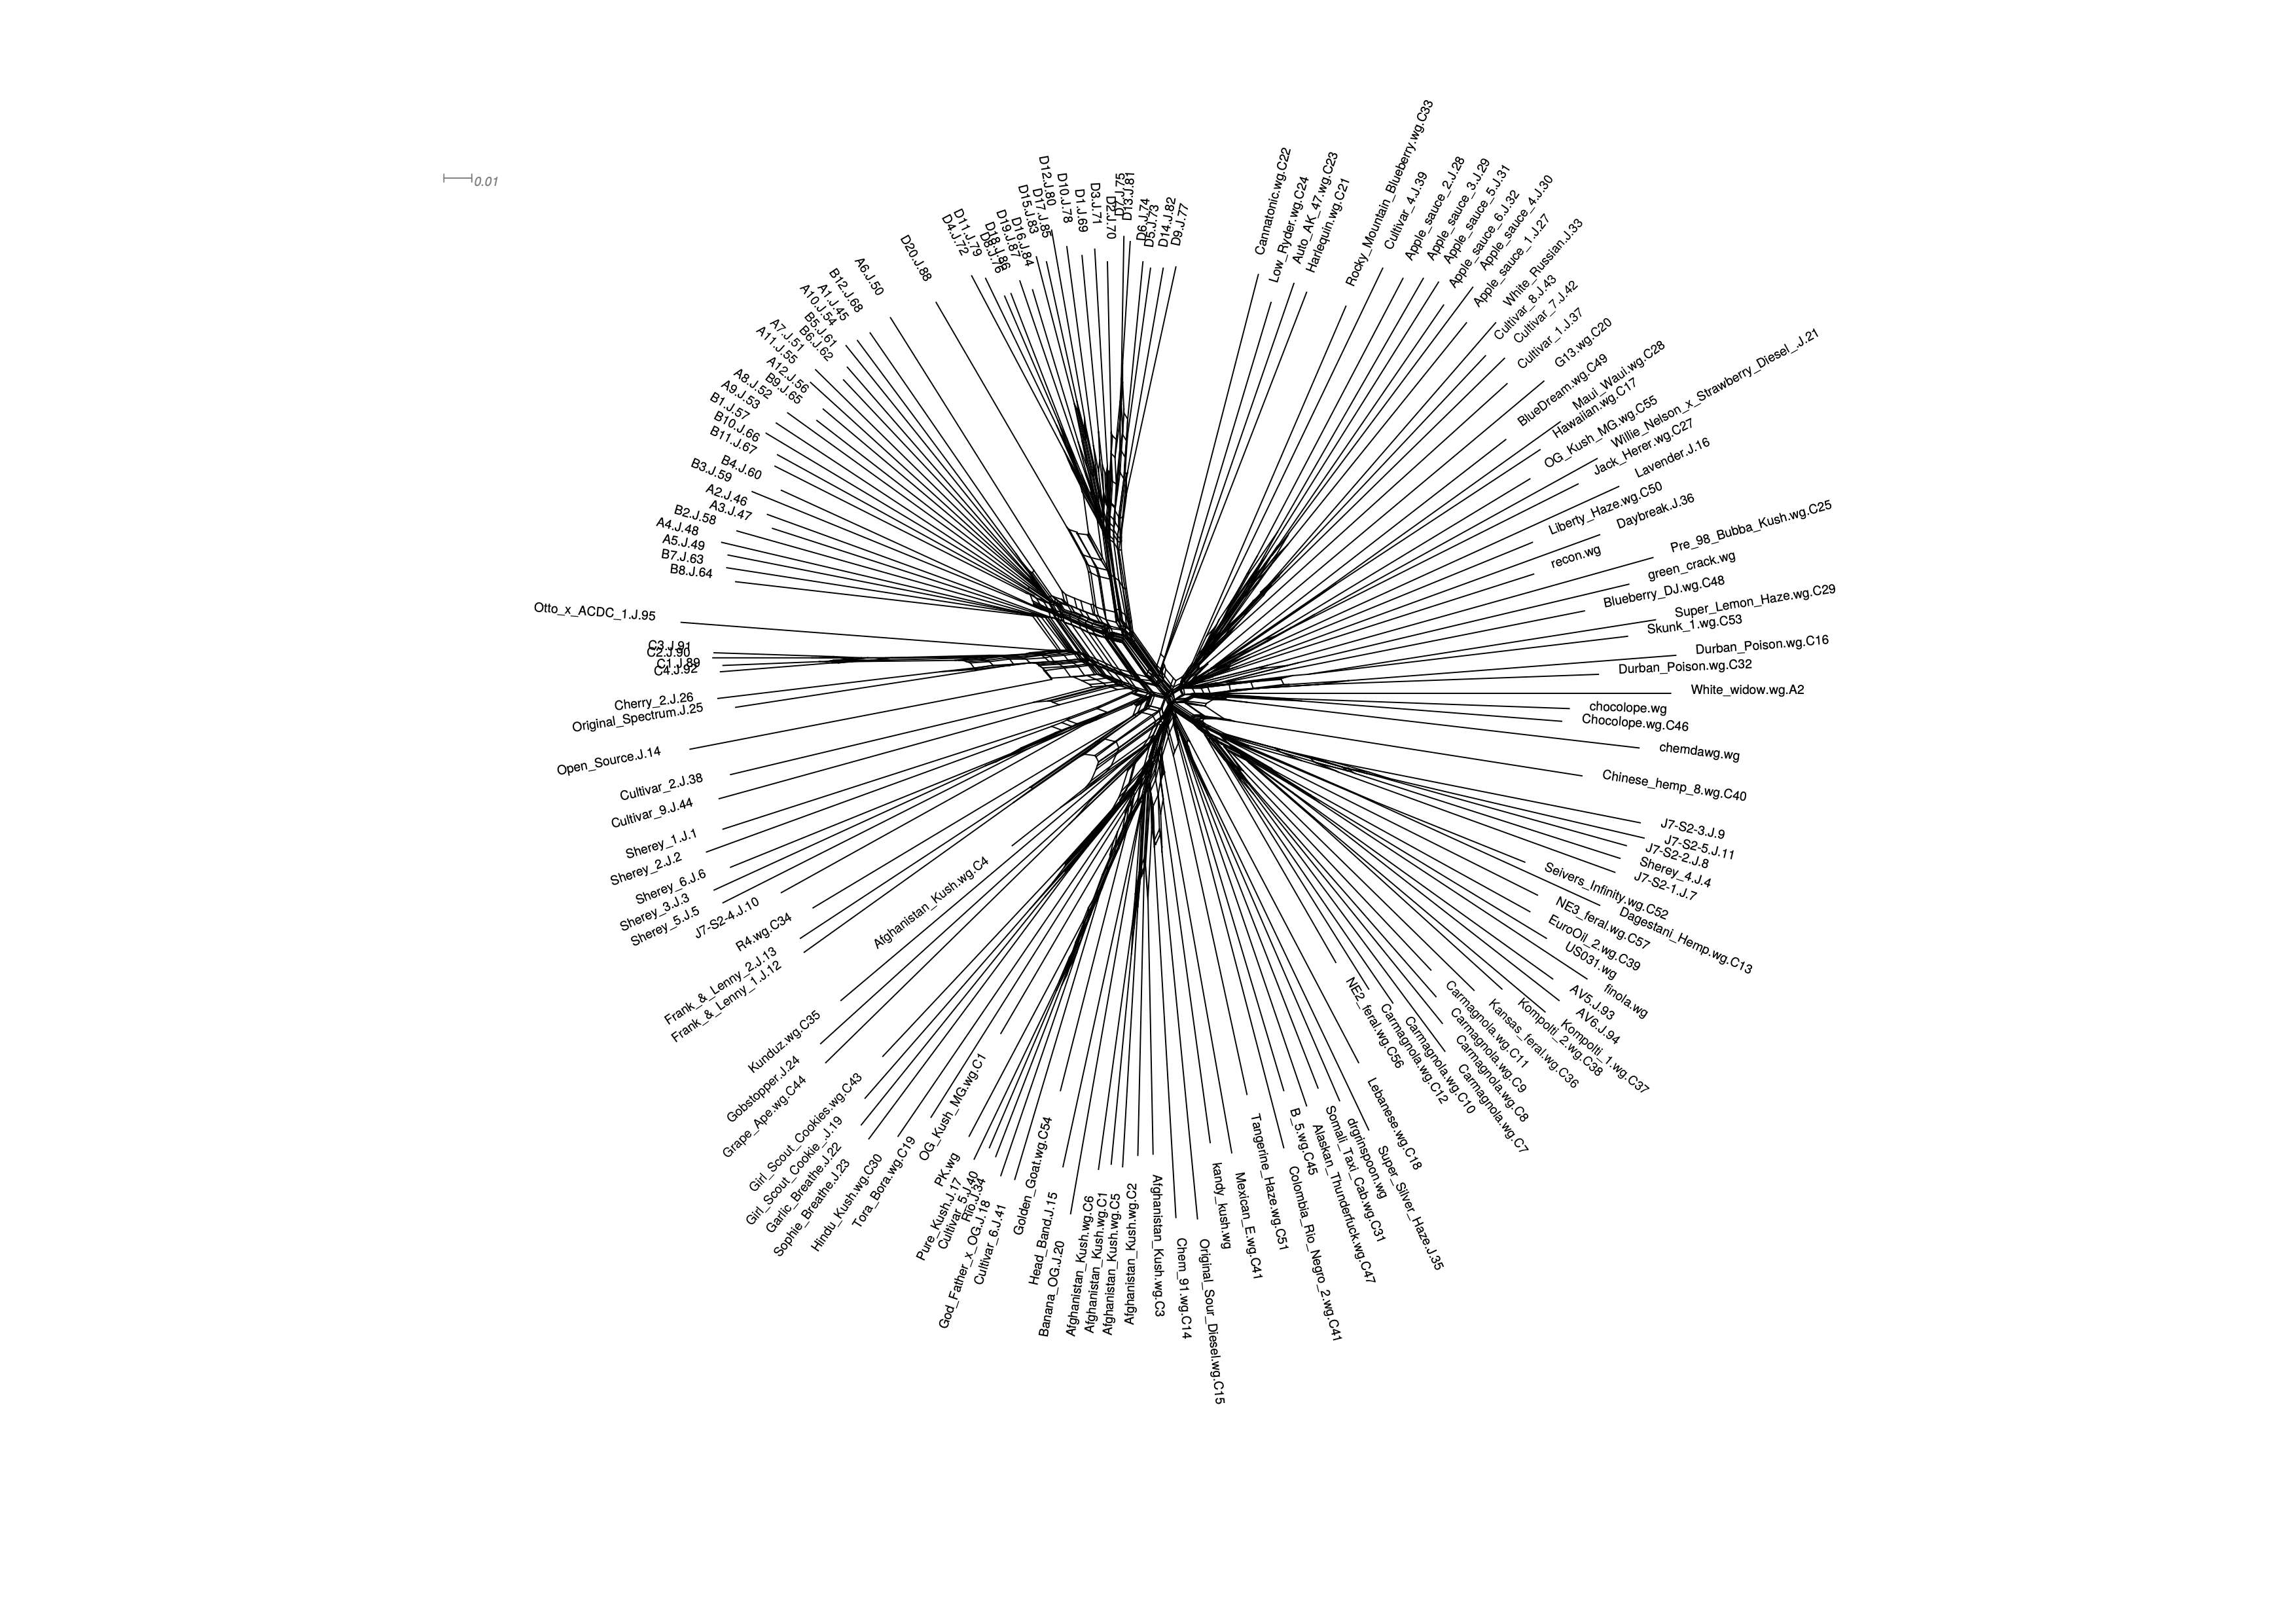 0.01
Cannatonic.wg.C22
Low_Ryder.wg.C24
Auto_AK_47.wg.C23
Harlequin.wg.C21
Rocky_Mountain_Blueberry.wg.C33
Cultivar_4.J.39
Apple_sauce_2.J.28
Apple_sauce_3.J.29
Apple_sauce_5.J.31
Apple_sauce_6.J.32
Apple_sauce_4.J.30
Apple_sauce_1.J.27
White_Russian.J.33
Cultivar_8.J.43
Cultivar_7.J.42
Cultivar_1.J.37
G13.wg.C20
BlueDream.wg.C49
Maui_Waui.wg.C28
Hawaiian.wg.C17
OG_Kush_MG.wg.C55
Willie_Nelson_x_Strawberry_Diesel_.J.21
Jack_Herer.wg.C27
Lavender.J.16
Liberty_Haze.wg.C50
Daybreak.J.36
recon.wg
Pre_98_Bubba_Kush.wg.C25
green_crack.wg
Blueberry_DJ.wg.C48
Super_Lemon_Haze.wg.C29
Skunk_1.wg.C53
Durban_Poison.wg.C16
Durban_Poison.wg.C32
White_widow.wg.A2
chocolope.wg
Chocolope.wg.C46
chemdawg.wg
Chinese_hemp_8.wg.C40
J7-S2-3.J.9
J7-S2-5.J.11
J7-S2-2.J.8
Sherey_4.J.4
J7-S2-1.J.7
Seivers_Infinity.wg.C52
Dagestani_Hemp.wg.C13
NE3_feral.wg.C57
EuroOil_2.wg.C39
US031.wg
finola.wg
AV5.J.93
AV6.J.94
Kompolti_1.wg.C37
Kompolti_2.wg.C38
Kansas_feral.wg.C36
Carmagnola.wg.C11
Carmagnola.wg.C9
Carmagnola.wg.C8
Carmagnola.wg.C7
Carmagnola.wg.C10
Carmagnola.wg.C12
NE2_feral.wg.C56
Lebanese.wg.C18
Super_Silver_Haze.J.35
drgrinspoon.wg
Somali_Taxi_Cab.wg.C31
Alaskan_Thunderfuck.wg.C47
B_5.wg.C45
Colombia_Rio_Negro_2.wg.C41
Tangerine_Haze.wg.C51
Mexican_E.wg.C41
kandy_kush.wg
Original_Sour_Diesel.wg.C15
Chem_91.wg.C14
Afghanistan_Kush.wg.C3
Afghanistan_Kush.wg.C2
Afghanistan_Kush.wg.C5
Afghanistan_Kush.wg.C1
Afghanistan_Kush.wg.C6
Banana_OG.J.20
Head_Band.J.15
Golden_Goat.wg.C54
Cultivar_6.J.41
God_Father_x_OG.J.18
Rio.J.34
Cultivar_5.J.40
Pure_Kush.J.17
PK.wg
OG_Kush_MG.wg.C1
Tora_Bora.wg.C19
Hindu_Kush.wg.C30
Sophie_Breathe.J.23
Garlic_Breathe.J.22
Girl_Scout_Cookie_.J.19
Girl_Scout_Cookies.wg.C43
Grape_Ape.wg.C44
Gobstopper.J.24
Kunduz.wg.C35
Afghanistan_Kush.wg.C4
Frank_&_Lenny_1.J.12
Frank_&_Lenny_2.J.13
R4.wg.C34
J7-S2-4.J.10
Sherey_5.J.5
Sherey_3.J.3
Sherey_6.J.6
Sherey_2.J.2
Sherey_1.J.1
Cultivar_9.J.44
Cultivar_2.J.38
Open_Source.J.14
Original_Spectrum.J.25
Cherry_2.J.26
C4.J.92
C1.J.89
C2.J.90
C3.J.91
Otto_x_ACDC_1.J.95
B8.J.64
B7.J.63
A5.J.49
A4.J.48
B2.J.58
A3.J.47
A2.J.46
B3.J.59
B4.J.60
B11.J.67
B10.J.66
B1.J.57
A9.J.53
A8.J.52
B9.J.65
A12.J.56
A11.J.55
A7.J.51
B6.J.62
B5.J.61
A10.J.54
A1.J.45
B12.J.68
A6.J.50
D20.J.88
D4.J.72
D11.J.79
D8.J.76
D18.J.86
D19.J.87
D16.J.84
D15.J.83
D17.J.85
D12.J.80
D10.J.78
D1.J.69
D3.J.71
D2.J.70
D7.J.75
D13.J.81
D6.J.74
D5.J.73
D14.J.82
D9.J.77